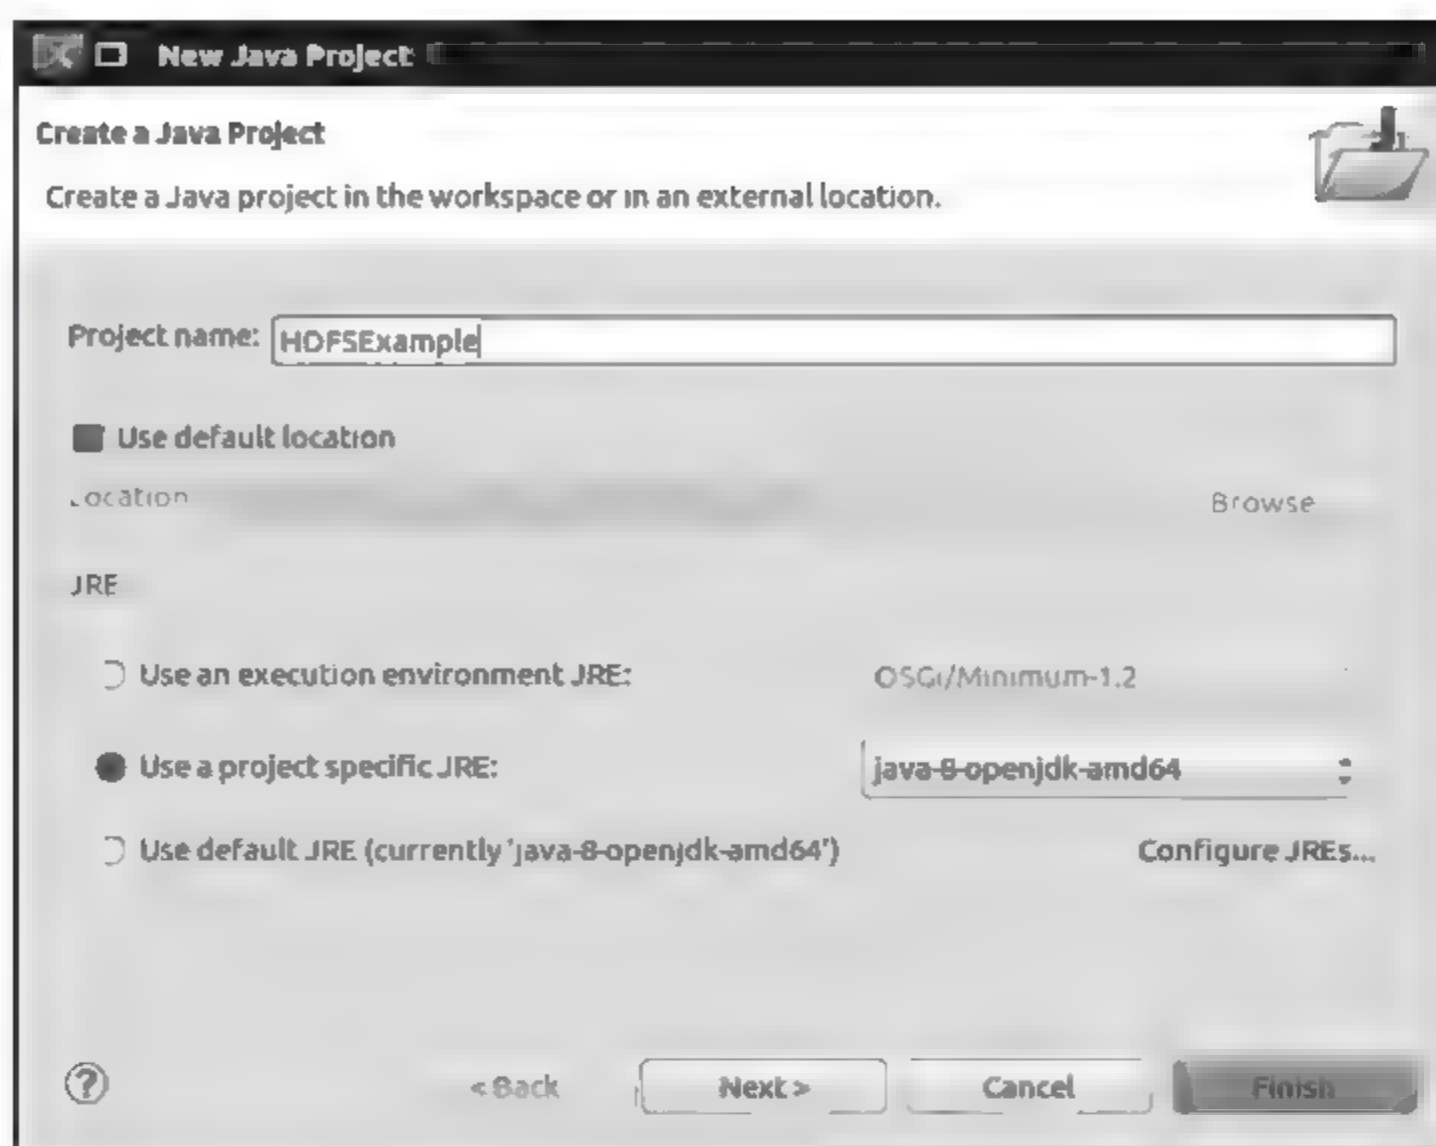 New Java Project
Create a Java Project
Create a Java project in the workspace or in an external location.
Project name: HDFSExample
Use default location
Location Browse
JRE
Use an execution environment JRE: OSGi/Minimum-1.2
Use a project specific JRE: java-8-openjdk-amd64
Use default JRE (currently 'java-8-openjdk-amd64') Configure JREs...
? < Back Next > Cancel Finish